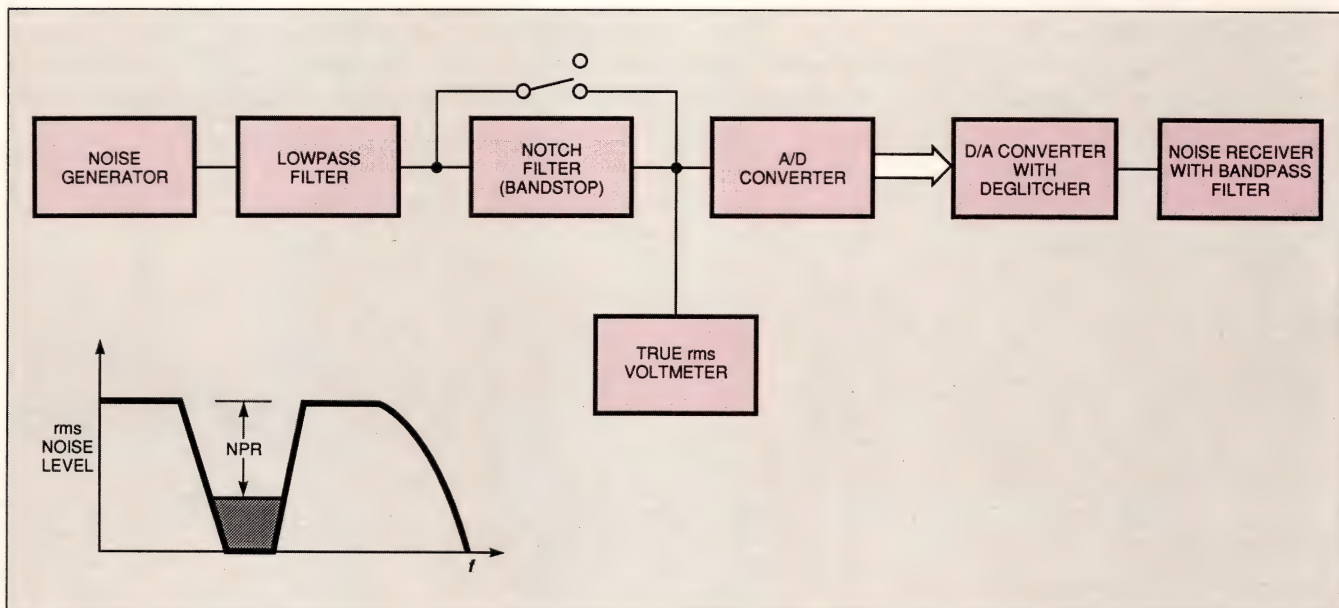 NOISE
GENERATOR
LOWPASS
FILTER
NOTCH
FILTER
(BANDSTOP)
A/D
CONVERTER
D/A CONVERTER
WITH
DEGLITCHER
NOISE RECEIVER
WITH BANDPASS
FILTER
TRUE rms
VOLTMETER
rms
NOISE
LEVEL
NPR
f